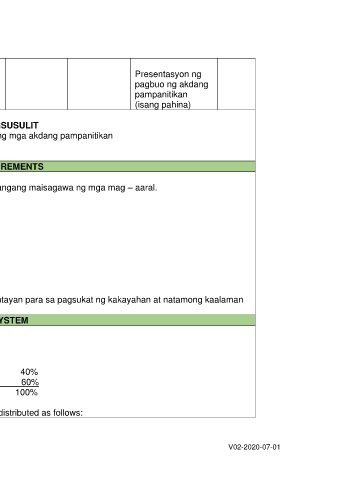 Presentasyon ng
pagbuo ng akdang
pampanitikan
(isang pahina)
SUSULIT
ng mga akdang pampanitikan
REMENTS
angang maisagawa ng mga mag – aaral.
tayan para sa pagsukat ng kakayahan at natamong kaalaman
YSTEM
40%
60%
100%
distributed as follows:
V02-2020-07-01